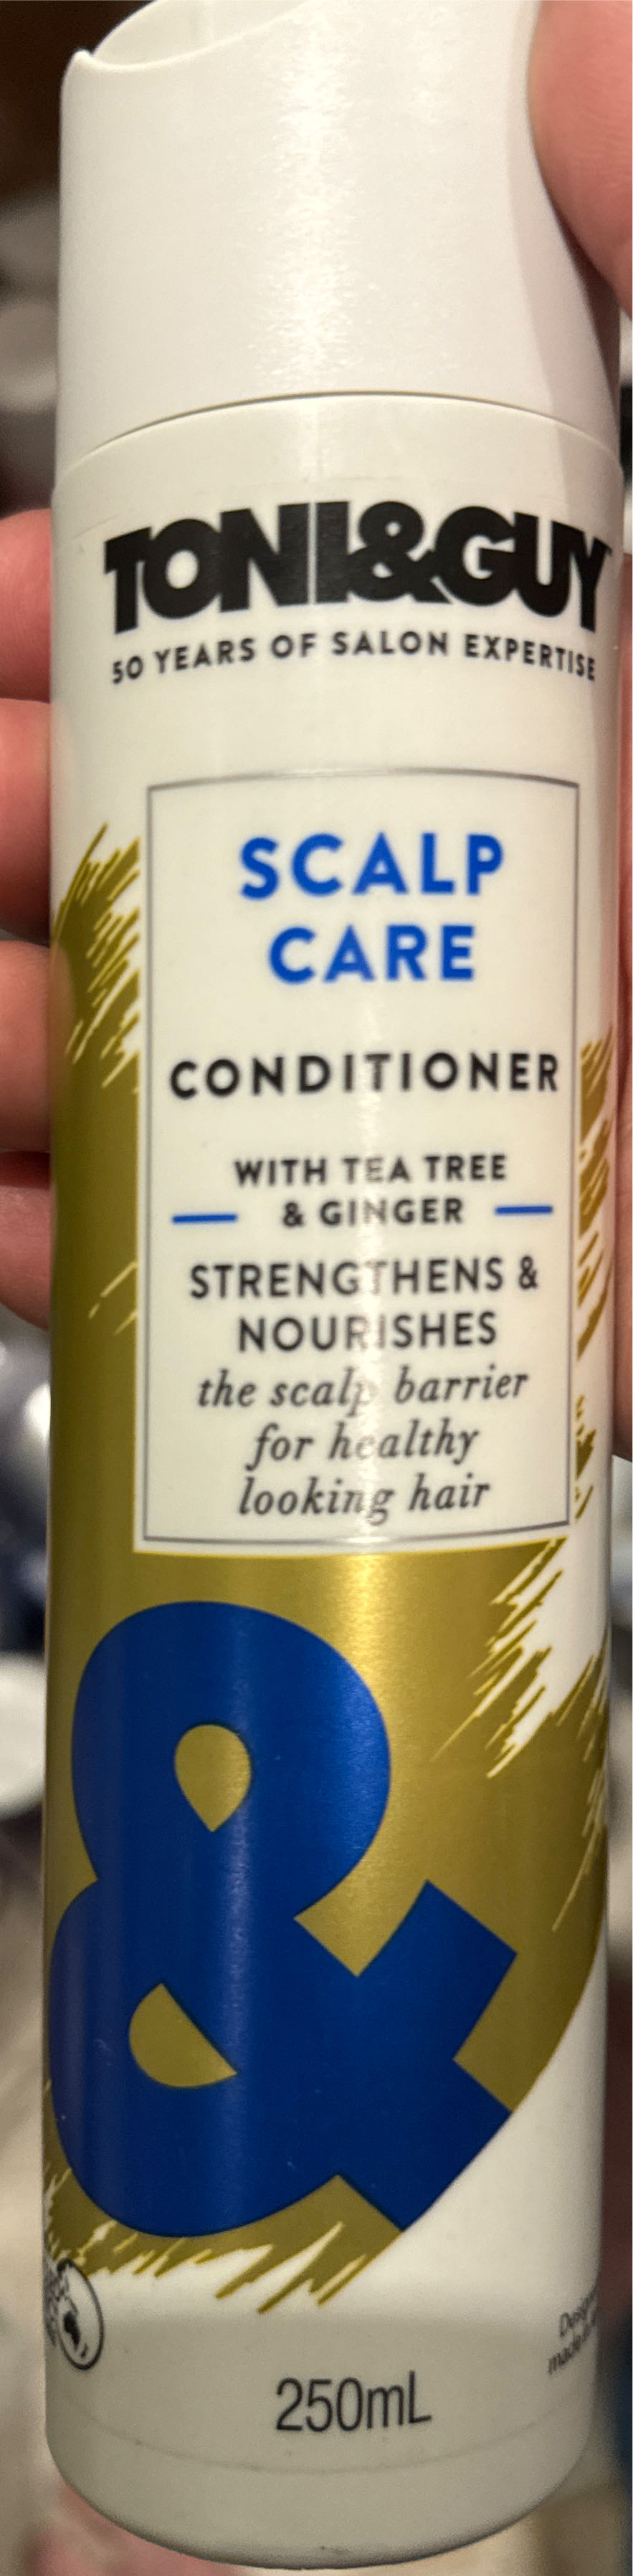 TONI&GUY
50 YEARS OF SALON EXPERTISE
SCALP
CARE
CONDITIONER
WITH TEA TREE
& GINGER
STRENGTHENS &
NOURISHES
the scalp barrier
for healthy
looking hair
&
250mL